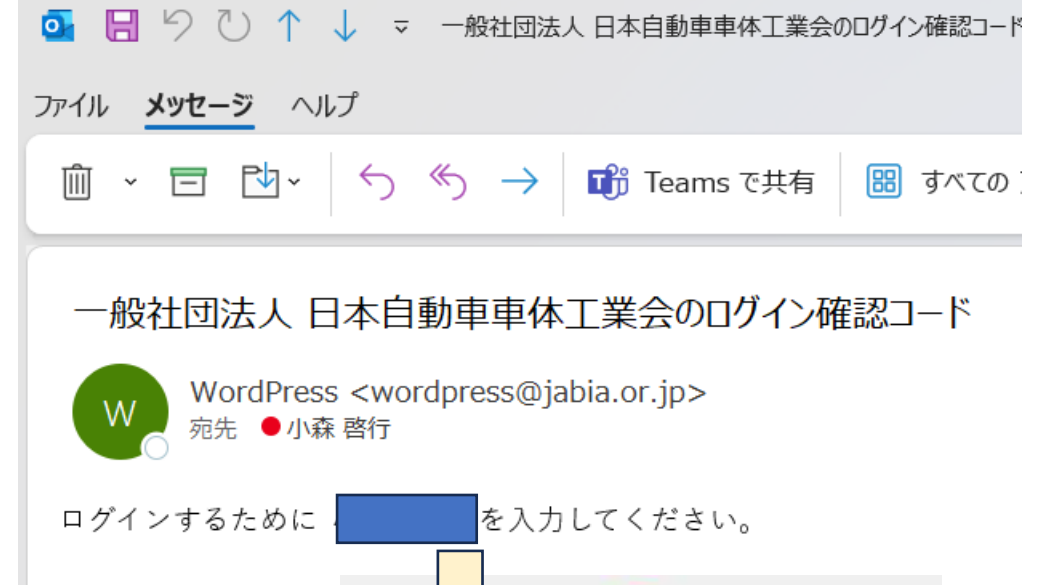 一般社団法人 日本自動車車体工業会のログイン確認コード
ファイル メッセージ ヘルプ
Teams で共有 すべての
一般社団法人 日本自動車車体工業会のログイン確認コード
W WordPress <wordpress@jabia.or.jp>
宛先 小森 啓行
ログインするために を入力してください。